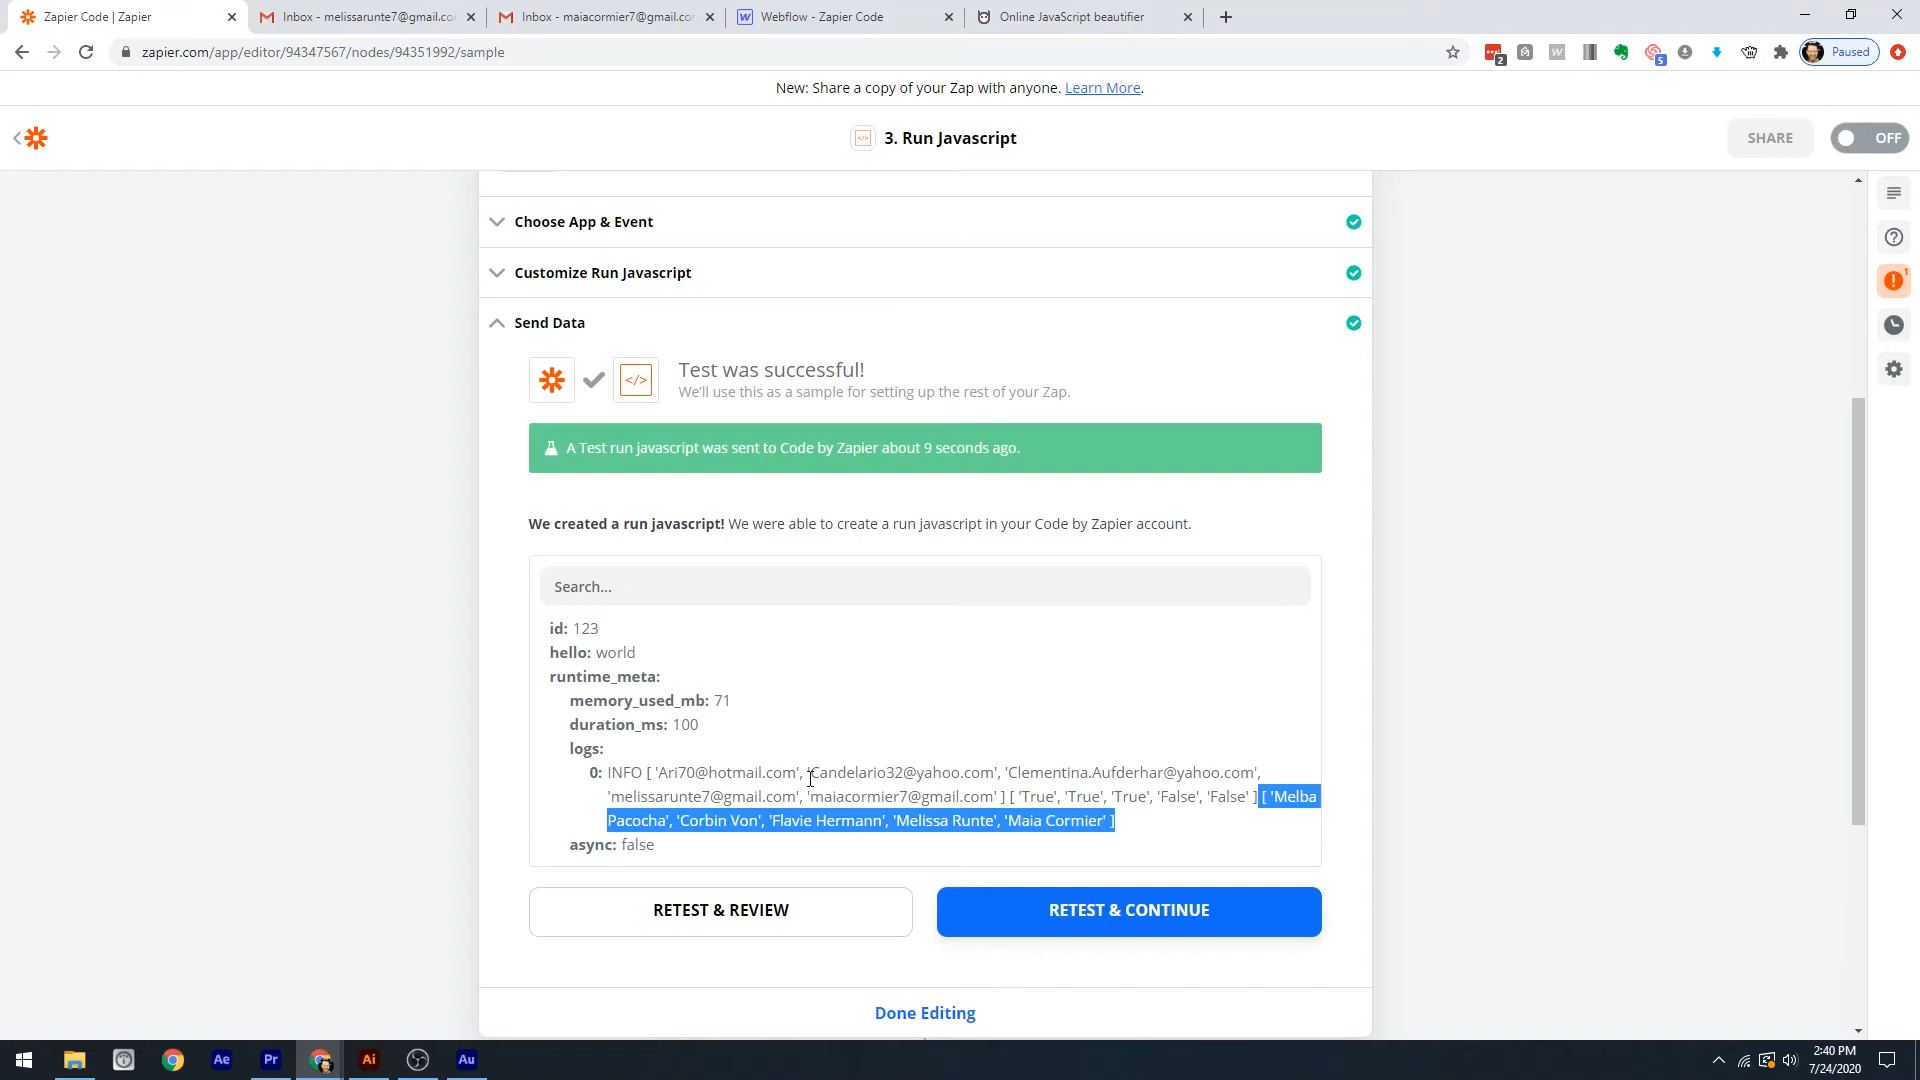 Zapier Code | Zapier
Inbox - melissarunte7@gmail.co
Inbox - maiacormier7@gmail.co
Webflow - Zapier Code
Online JavaScript beautifier
zapier.com/app/editor/94347567/nodes/94351992/sample
2
5
Paused
New: Share a copy of your Zap with anyone. Learn More.
</> 3. Run Javascript
SHARE
OFF
Choose App & Event
Customize Run Javascript
1
Send Data
</>
Test was successful!
We'll use this as a sample for setting up the rest of your Zap.
A Test run javascript was sent to Code by Zapier about 9 seconds ago.
We created a run javascript! We were able to create a run javascript in your Code by Zapier account.
Search...
id: 123
hello: world
runtime_meta:
memory_used_mb: 71
duration_ms: 100
logs:
0: INFO [ 'Ari70@hotmail.com', 'Candelario32@yahoo.com', 'Clementina.Aufderhar@yahoo.com',
'melissarunte7@gmail.com', 'maiacormier7@gmail.com' ] [ 'True', 'True', 'True', 'False', 'False' ] [ 'Melba
Pacocha', 'Corbin Von', 'Flavie Hermann', 'Melissa Runte', 'Maia Cormier' ]
async: false
RETEST & REVIEW
RETEST & CONTINUE
Done Editing
Ae
Pr
Ai
Au
2:40 PM
7/24/2020